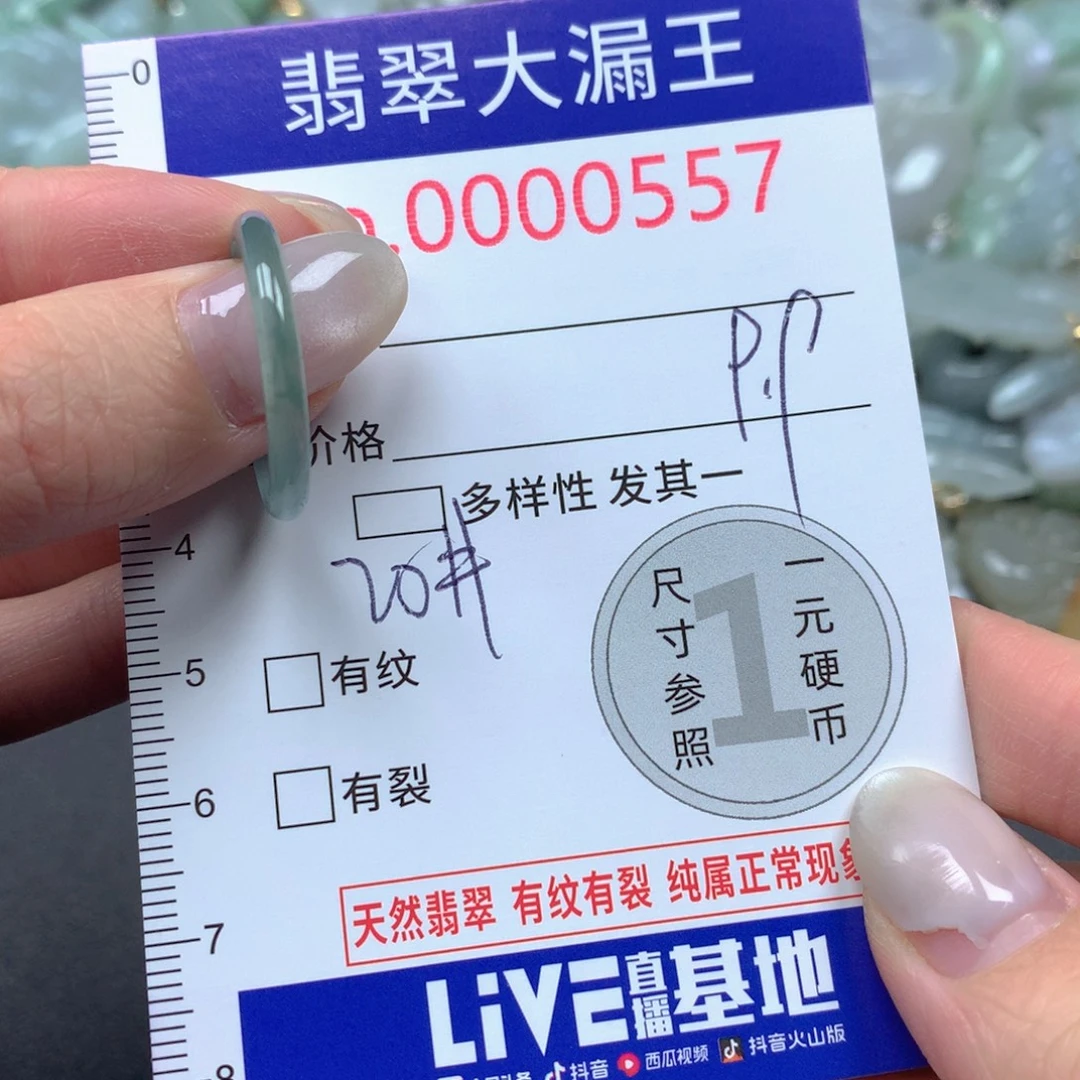 0
翡翠大漏王
.0000557
P.
价格
多样性 发其一
20#
4
尺寸参照
1
一元硬币
5
有纹
6
有裂
天然翡翠 有纹有裂 纯属正常现象
7
LiVE直播基地
抖音 西瓜视频 抖音火山版
8